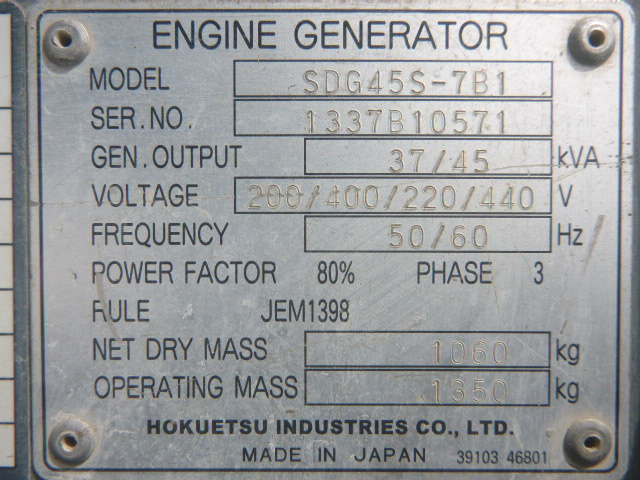 ENGINE GENERATOR
MODEL SDG45S-7B1
SER.NO. 1337B10571
GEN.OUTPUT 37/45 kVA
VOLTAGE 200/400/220/440 V
FREQUENCY 50/60 Hz
POWER FACTOR 80% PHASE 3
RULE JEM1398
NET DRY MASS 1060 kg
OPERATING MASS 1350 kg
HOKUETSU INDUSTRIES CO., LTD.
MADE IN JAPAN 39103 46801